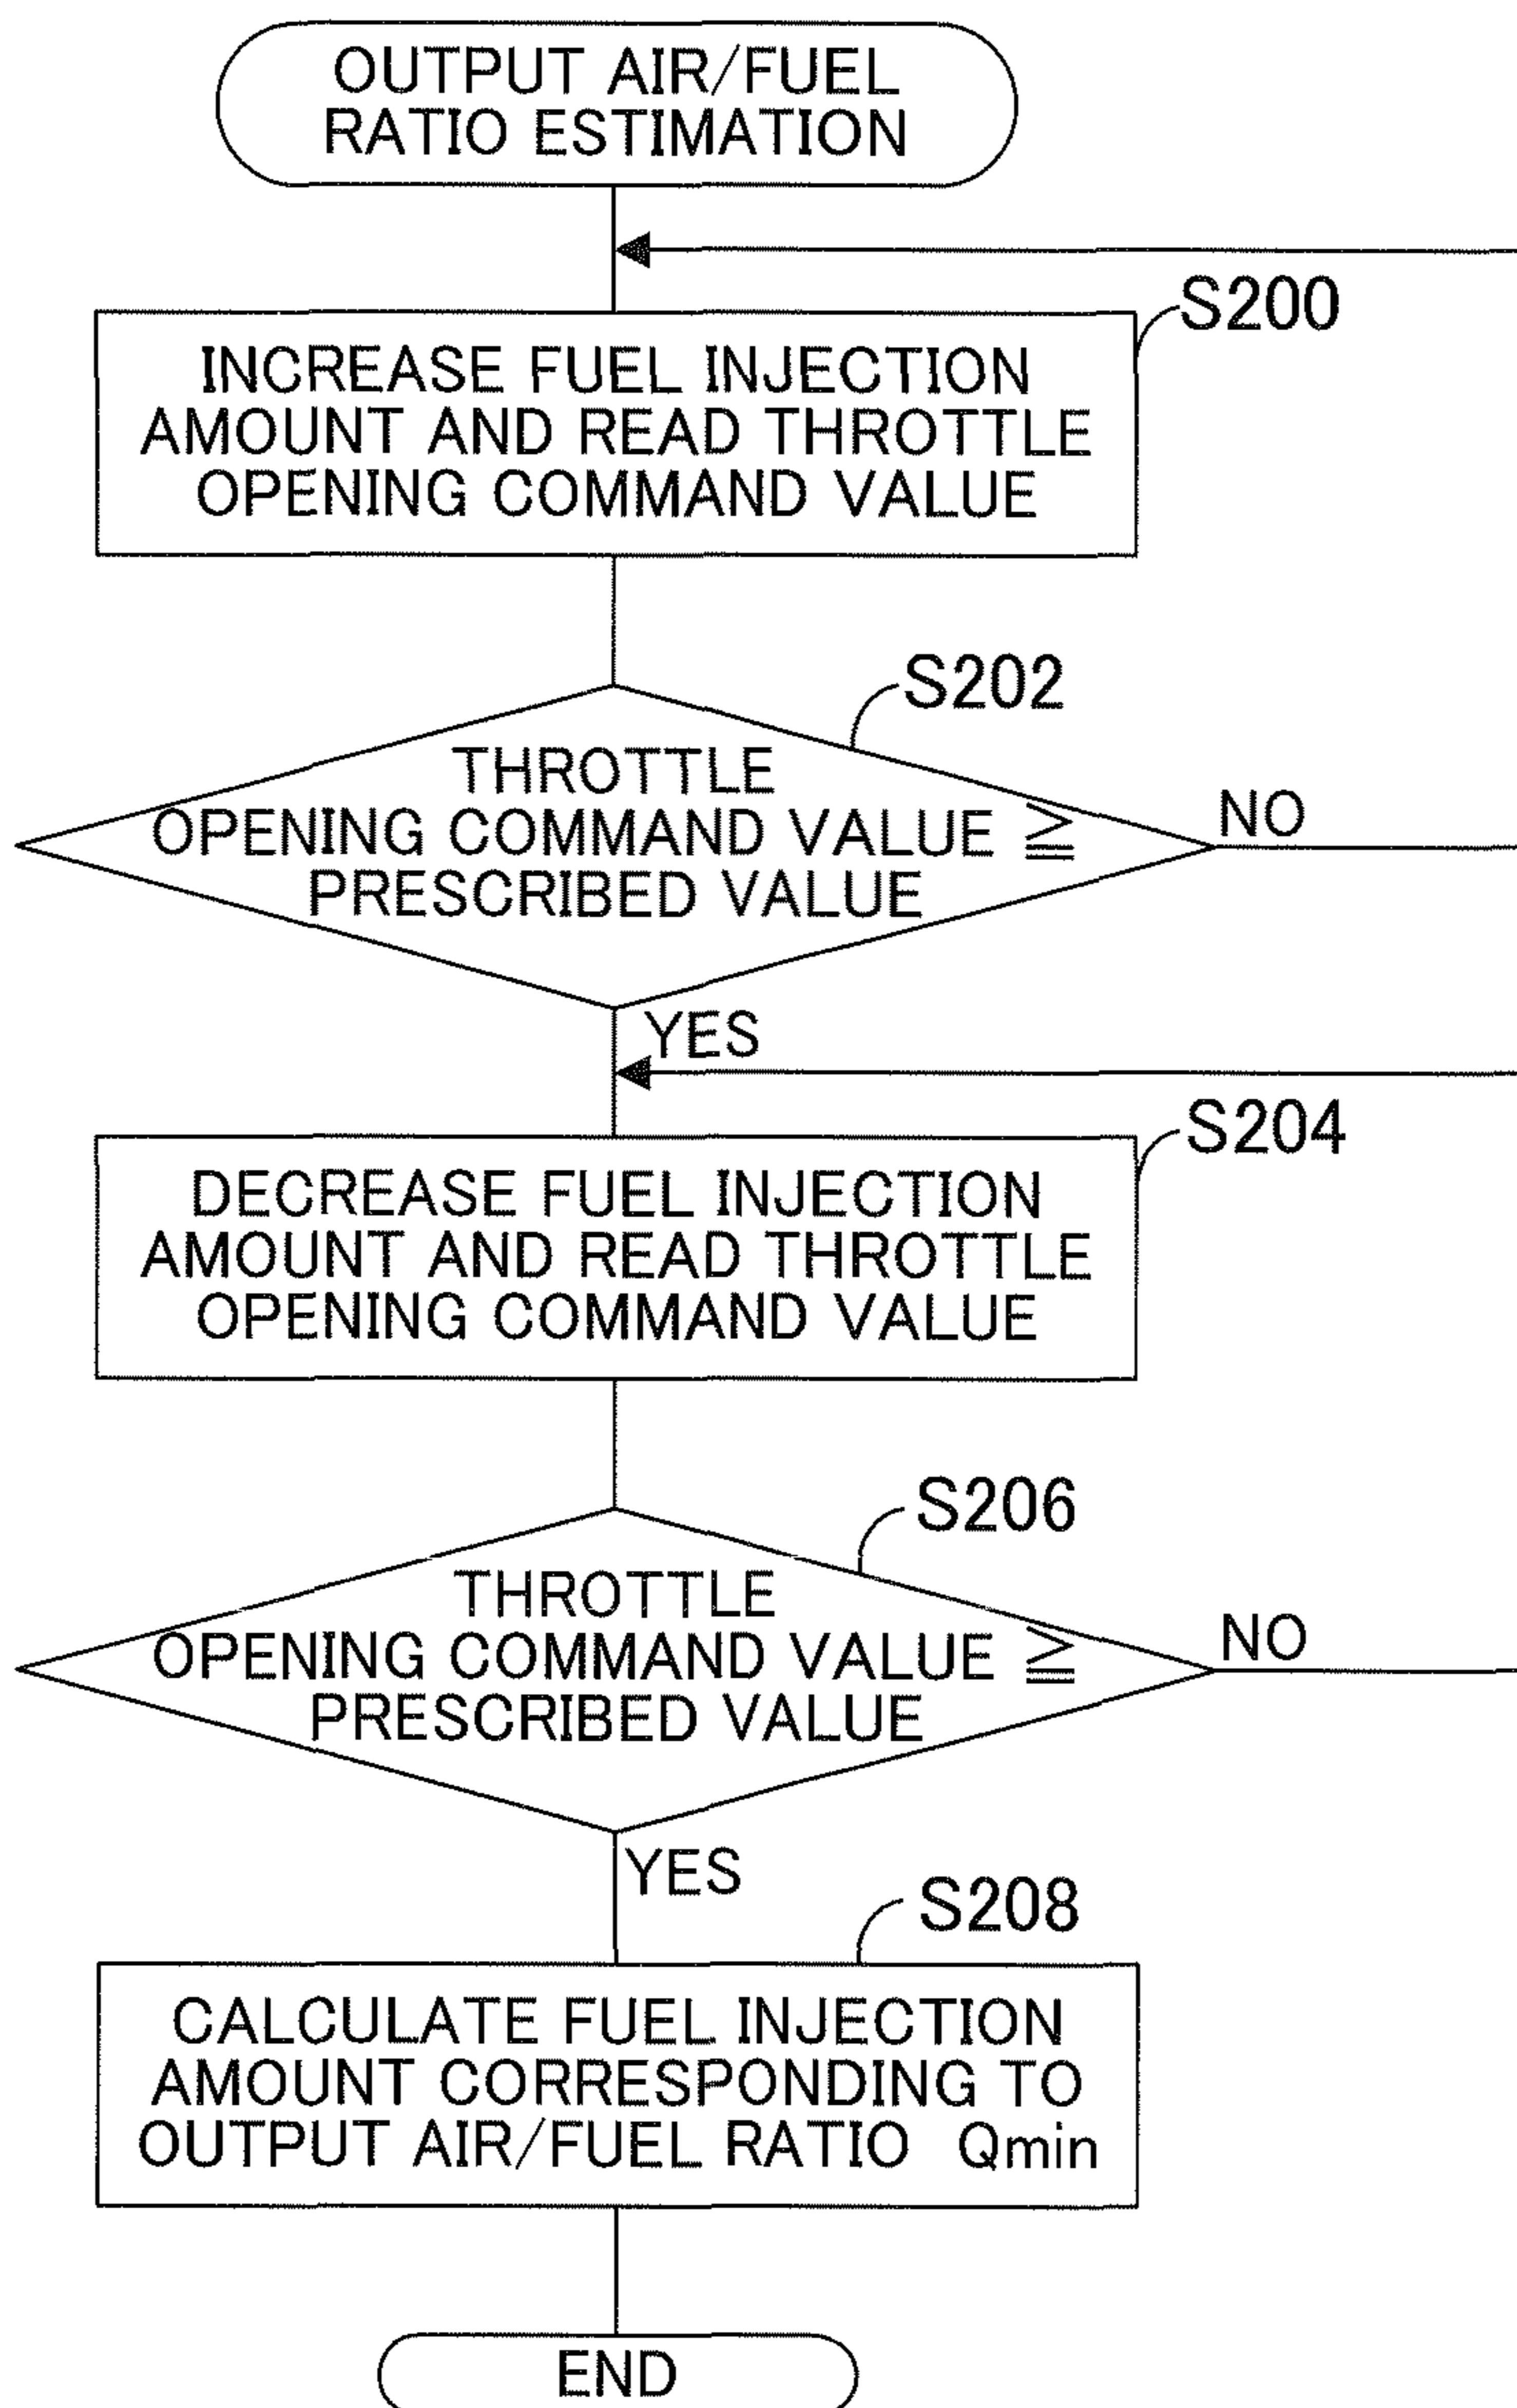 OUTPUT AIR/FUEL
RATIO ESTIMATION
S200
INCREASE FUEL INJECTION
AMOUNT AND READ THROTTLE
OPENING COMMAND VALUE
S202
THROTTLE
OPENING COMMAND VALUE ≧
PRESCRIBED VALUE
NO
YES
S204
DECREASE FUEL INJECTION
AMOUNT AND READ THROTTLE
OPENING COMMAND VALUE
S206
THROTTLE
OPENING COMMAND VALUE ≧
PRESCRIBED VALUE
NO
YES
S208
CALCULATE FUEL INJECTION
AMOUNT CORRESPONDING TO
OUTPUT AIR/FUEL RATIO Qmin
END